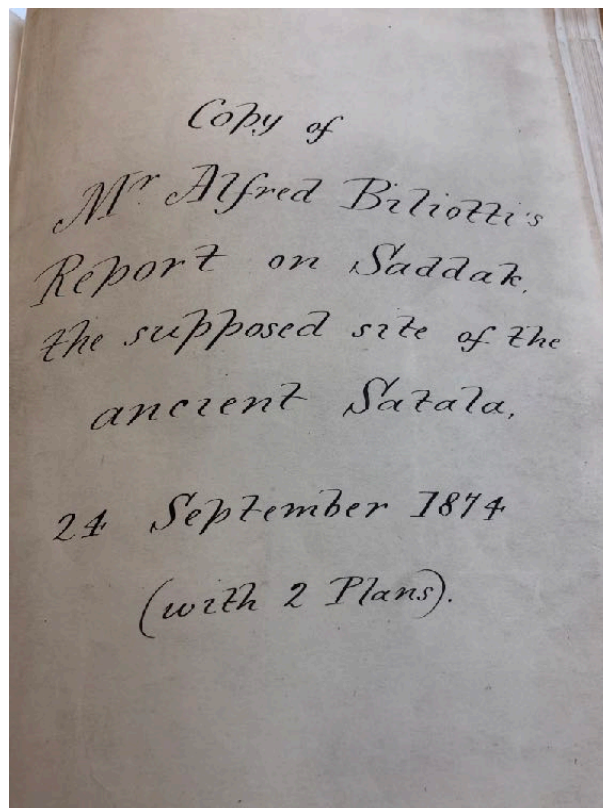 Copy of
Mr Alfred Biliotti's
Report on Saddak,
the supposed site of the
ancient Satala,
24 September 1874
(with 2 Plans).